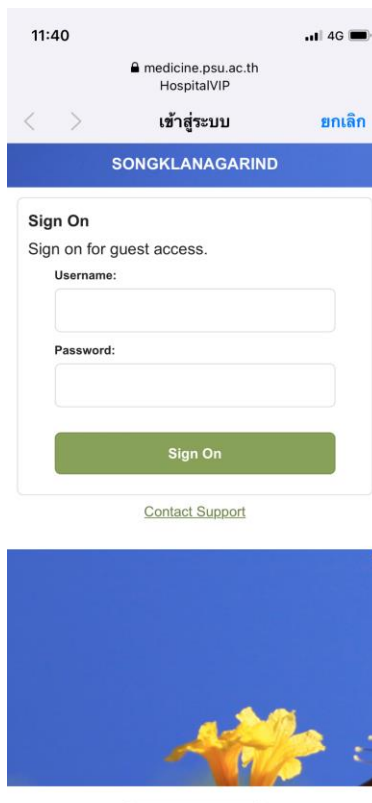 11:40 4G
medicine.psu.ac.th
HospitalVIP
เข้าสู่ระบบ ยกเลิก
SONGKLANAGARIND
Sign On
Sign on for guest access.
Username:
Password:
Sign On
Contact Support